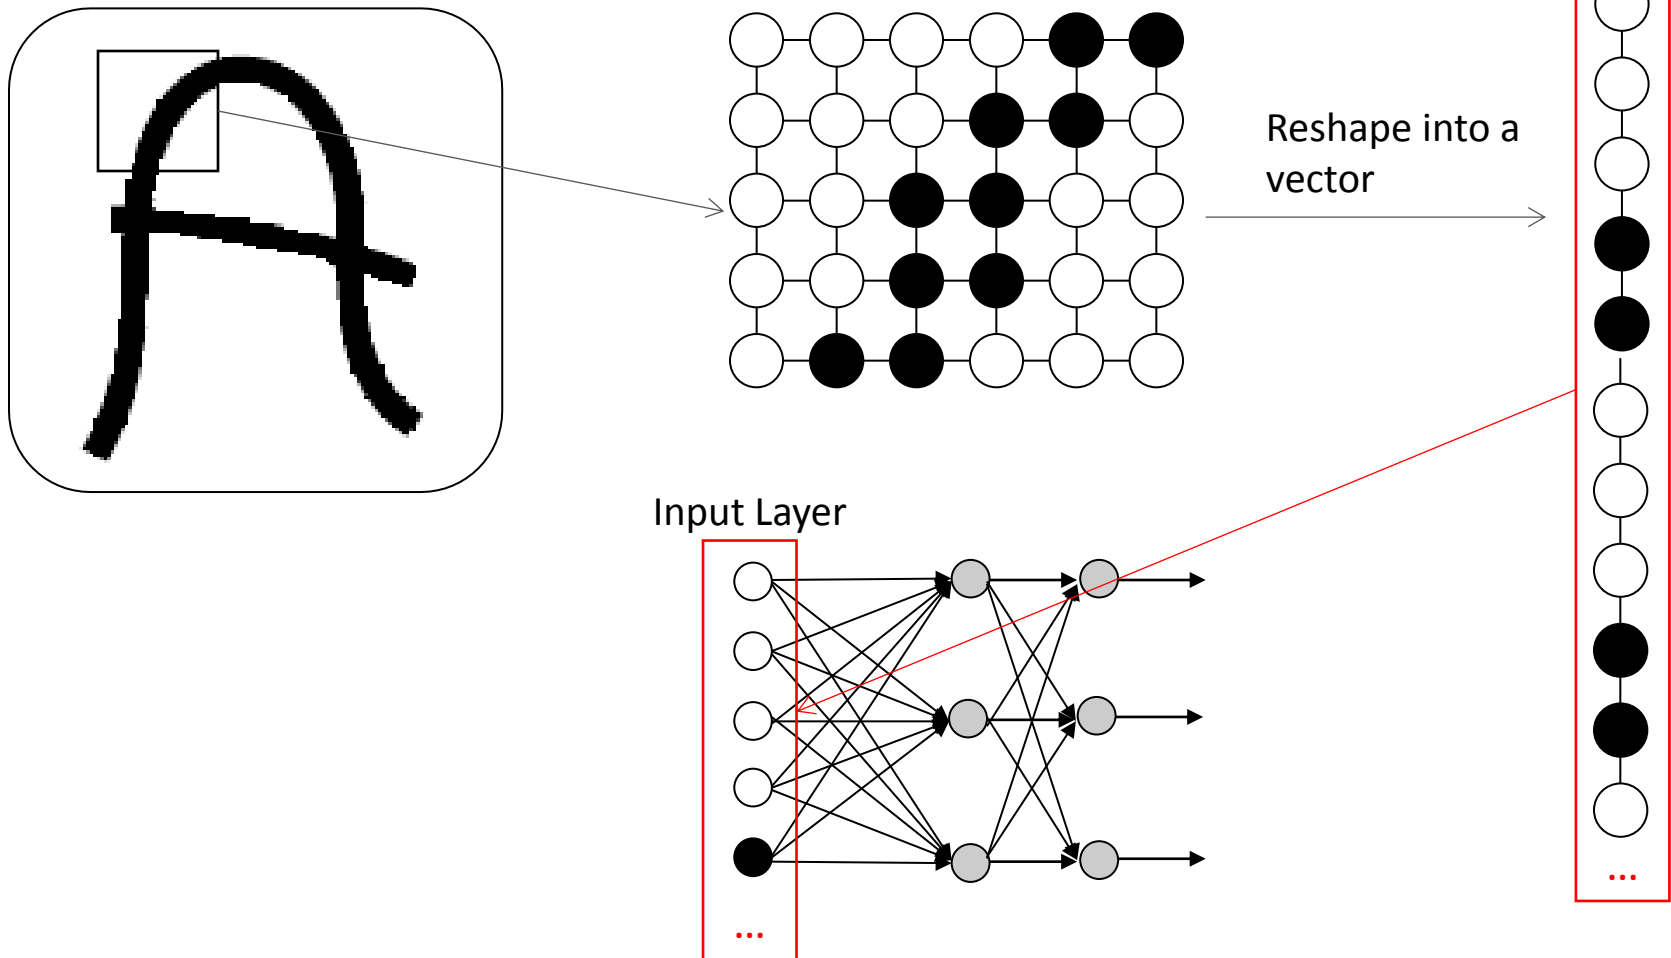 Reshape into a
vector
Input Layer
...
...